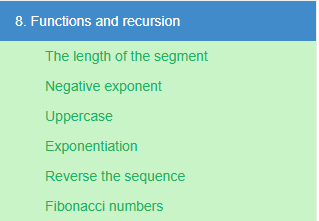 8. Functions and recursion
The length of the segment
Negative exponent
Uppercase
Exponentiation
Reverse the sequence
Fibonacci numbers